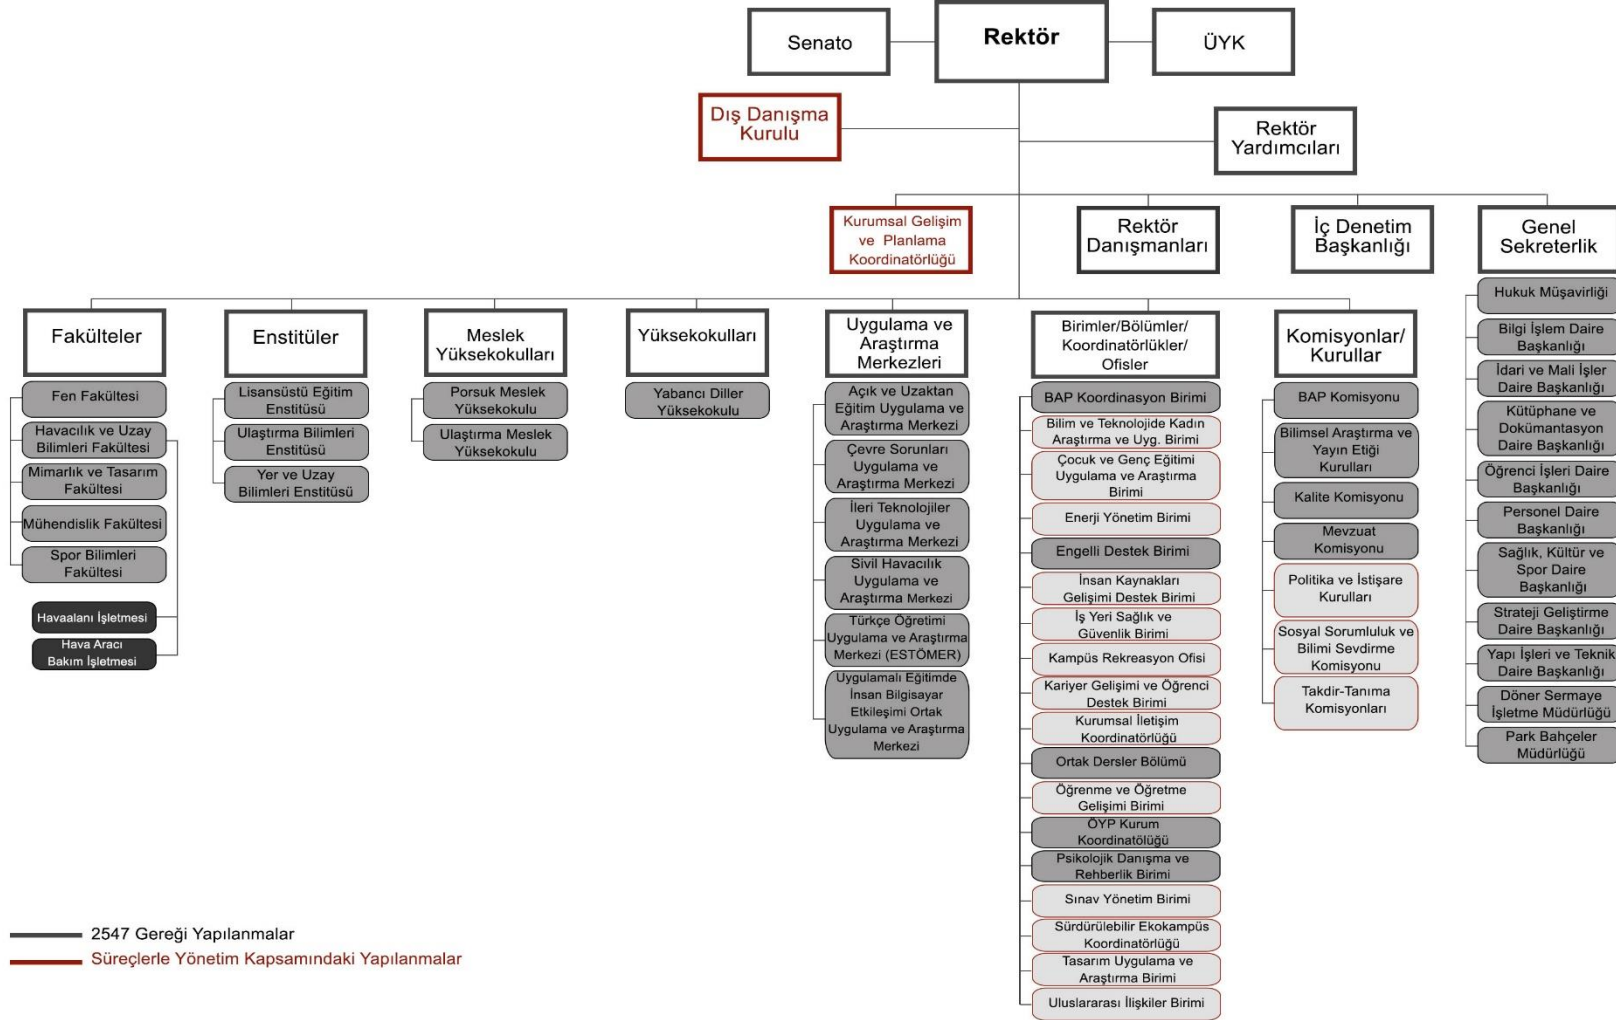 Senato
Rektör
ÜYK
Dış Danışma
Kurulu
Rektör
Yardımcıları
Kurumsal Gelişim
ve Planlama
Koordinatörlüğü
Rektör
Danışmanları
İç Denetim
Başkanlığı
Genel
Sekreterlik
Fakülteler
Fen Fakültesi
Havacılık ve Uzay
Bilimleri Fakültesi
Mimarlık ve Tasarım
Fakültesi
Mühendislik Fakültesi
Spor Bilimleri
Fakültesi
Havaalanı İşletmesi
Hava Aracı
Bakım İşletmesi
Enstitüler
Lisansüstü Eğitim
Enstitüsü
Ulaştırma Bilimleri
Enstitüsü
Yer ve Uzay
Bilimleri Enstitüsü
Meslek
Yüksekokulları
Porsuk Meslek
Yüksekokulu
Ulaştırma Meslek
Yüksekokulu
Yüksekokulları
Yabancı Diller
Yüksekokulu
Uygulama ve
Araştırma
Merkezleri
Açık ve Uzaktan
Eğitim Uygulama ve
Araştırma Merkezi
Çevre Sorunları
Uygulama ve
Araştırma Merkezi
İleri Teknolojiler
Uygulama ve
Araştırma Merkezi
Sivil Havacılık
Uygulama ve
Araştırma Merkezi
Türkçe Öğretimi
Uygulama ve Araştırma
Merkezi (ESTÖMER)
Uygulamalı Eğitimde
İnsan Bilgisayar
Etkileşimi Ortak
Uygulama ve Araştırma
Merkezi
Birimler/Bölümler/
Koordinatörlükler/
Ofisler
BAP Koordinasyon Birimi
Bilim ve Teknolojide Kadın
Araştırma ve Uyg. Birimi
Çocuk ve Genç Eğitimi
Uygulama ve Araştırma
Birimi
Enerji Yönetim Birimi
Engelli Destek Birimi
İnsan Kaynakları
Gelişimi Destek Birimi
İş Yeri Sağlık ve
Güvenlik Birimi
Kampüs Rekreasyon Ofisi
Kariyer Gelişimi ve Öğrenci
Destek Birimi
Kurumsal İletişim
Koordinatörlüğü
Ortak Dersler Bölümü
Öğrenme ve Öğretme
Gelişimi Birimi
ÖYP Kurum
Koordinatölüğü
Psikolojik Danışma ve
Rehberlik Birimi
Sınav Yönetim Birimi
Sürdürülebilir Ekokampüs
Koordinatörlüğü
Tasarım Uygulama ve
Araştırma Birimi
Uluslararası İlişkiler Birimi
Komisyonlar/
Kurullar
BAP Komisyonu
Bilimsel Araştırma ve
Yayın Etiği
Kurulları
Kalite Komisyonu
Mevzuat
Komisyonu
Politika ve İstişare
Kurulları
Sosyal Sorumluluk ve
Bilimi Sevdirme
Komisyonu
Takdir-Tanıma
Komisyonları
Hukuk Müşavirliği
Bilgi İşlem Daire
Başkanlığı
İdari ve Mali İşler
Daire Başkanlığı
Kütüphane ve
Dokümantasyon
Daire Başkanlığı
Öğrenci İşleri Daire
Başkanlığı
Personel Daire
Başkanlığı
Sağlık, Kültür ve
Spor Daire
Başkanlığı
Strateji Geliştirme
Daire Başkanlığı
Yapı İşleri ve Teknik
Daire Başkanlığı
Döner Sermaye
İşletme Müdürlüğü
Park Bahçeler
Müdürlüğü
2547 Gereği Yapılanmalar
Süreçlerle Yönetim Kapsamındaki Yapılanmalar